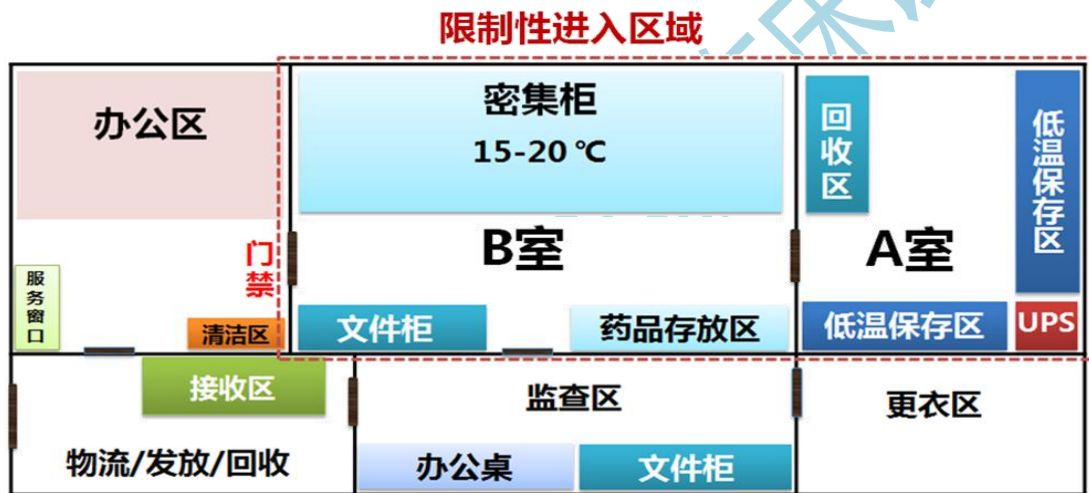 限制性进入区域
办公区
密集柜
15-20 ℃
回收区
低温保存区
B室
A室
门禁
服务窗口
清洁区
文件柜
药品存放区
低温保存区
UPS
接收区
监查区
更衣区
物流/发放/回收
办公桌
文件柜